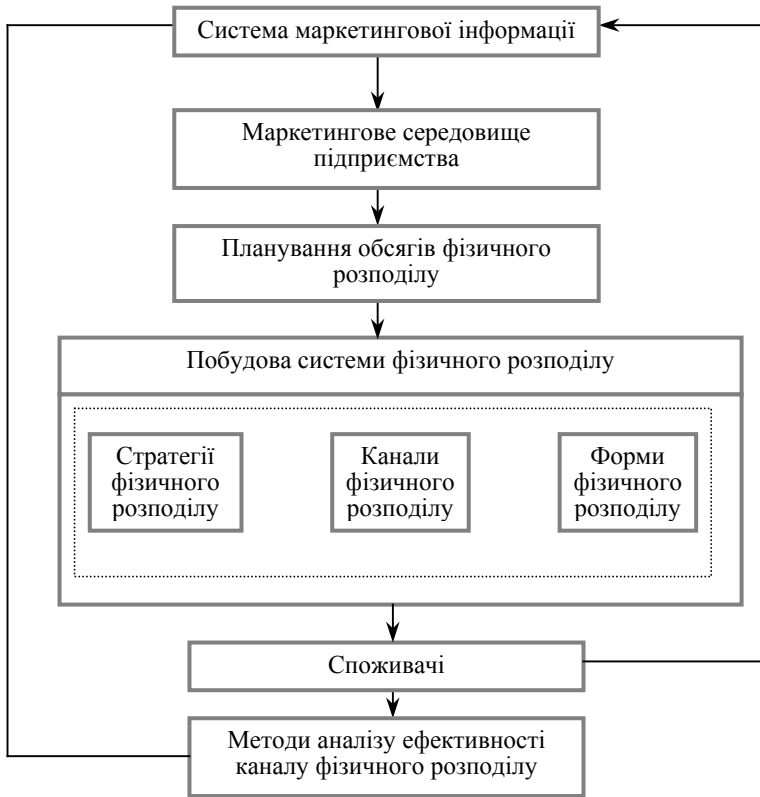 Система маркетингової інформації
Маркетингове середовище
підприємства
Планування обсягів фізичного
розподілу
Побудова системи фізичного розподілу
Стратегії
фізичного
розподілу
Канали
фізичного
розподілу
Форми
фізичного
розподілу
Споживачі
Методи аналізу ефективності
каналу фізичного розподілу